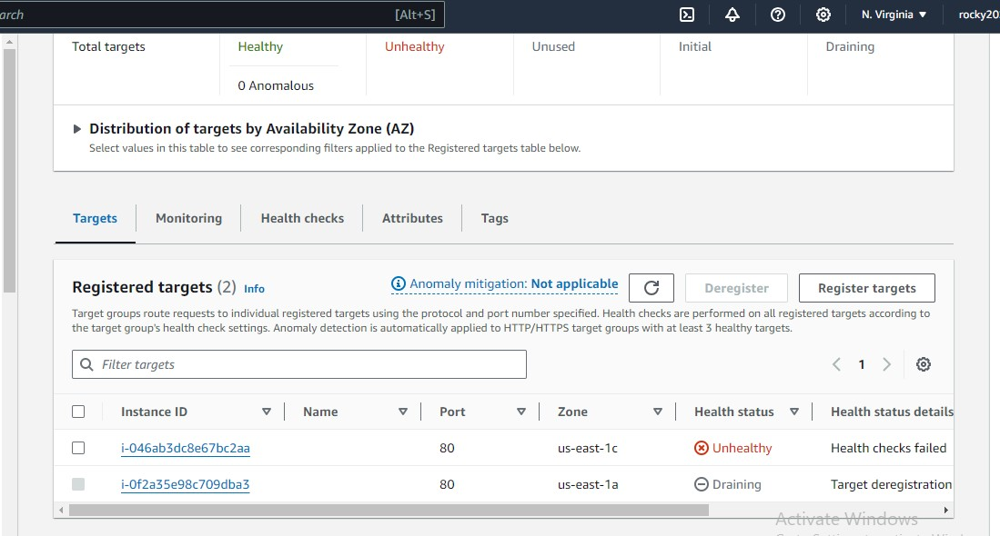 arch [Alt+S] N. Virginia rocky20
Total targets Healthy Unhealthy Unused Initial Draining
0 Anomalous
Distribution of targets by Availability Zone (AZ)
Select values in this table to see corresponding filters applied to the Registered targets table below.
Targets Monitoring Health checks Attributes Tags
Registered targets (2) Info Anomaly mitigation: Not applicable Deregister Register targets
Target groups route requests to individual registered targets using the protocol and port number specified. Health checks are performed on all registered targets according to
the target group's health check settings. Anomaly detection is automatically applied to HTTP/HTTPS target groups with at least 3 healthy targets.
Filter targets 1
Instance ID Name Port Zone Health status Health status details
i-046ab3dc8e67bc2aa 80 us-east-1c Unhealthy Health checks failed
i-0f2a35e98c709dba3 80 us-east-1a Draining Target deregistration
Activate Windows